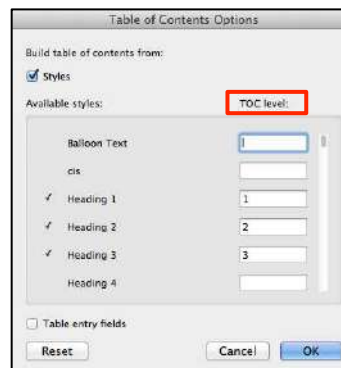 Table of Contents Options
Build table of contents from:
Styles
Available styles: TOC level:
Balloon Text
cis
✓ Heading 1 1
✓ Heading 2 2
✓ Heading 3 3
Heading 4
Table entry fields
Reset Cancel OK